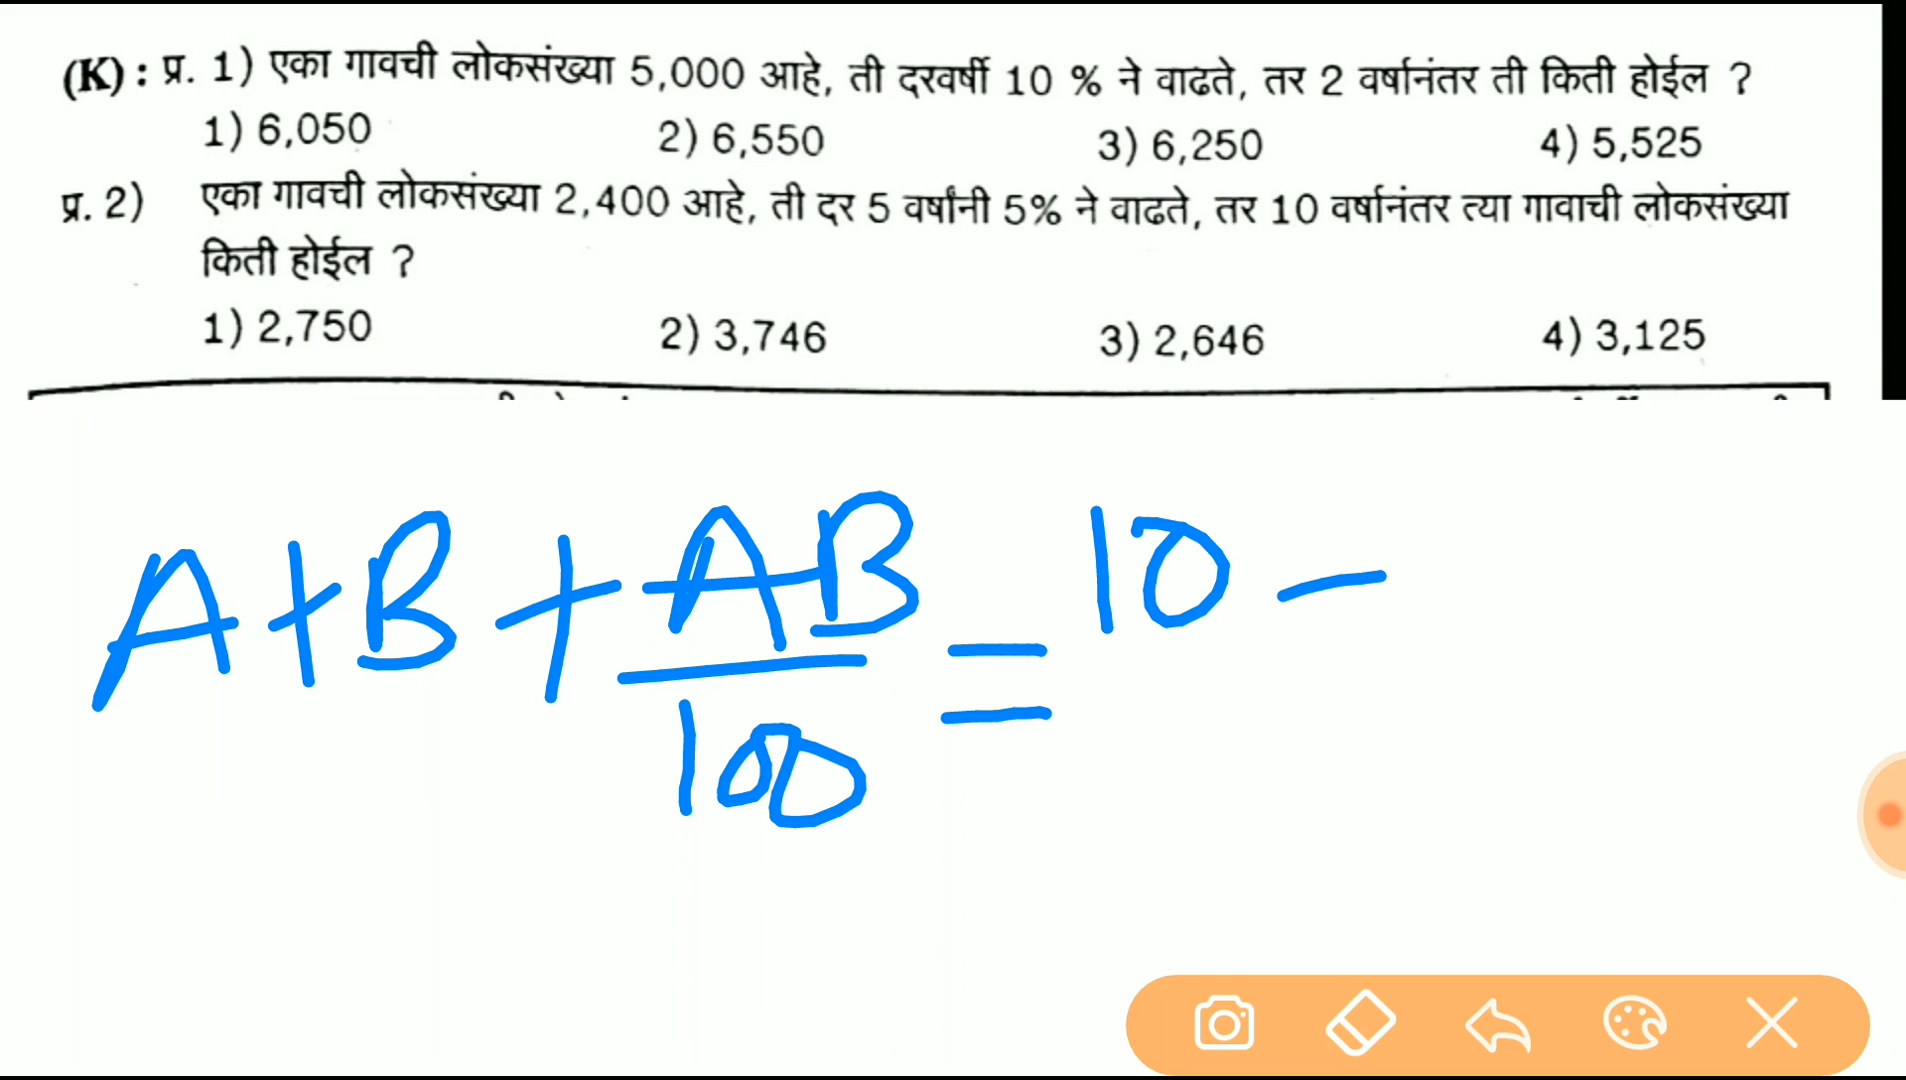 (K) : प्र. 1) एका गावची लोकसंख्या 5,000 आहे, ती दरवर्षी 10 % ने वाढते, तर 2 वर्षानंतर ती किती होईल ?
1) 6,050 2) 6,550 3) 6,250 4) 5,525
प्र. 2) एका गावची लोकसंख्या 2,400 आहे, ती दर 5 वर्षांनी 5% ने वाढते, तर 10 वर्षानंतर त्या गावाची लोकसंख्या
किती होईल ?
1) 2,750 2) 3,746 3) 2,646 4) 3,125
A+B+AB/100=10-